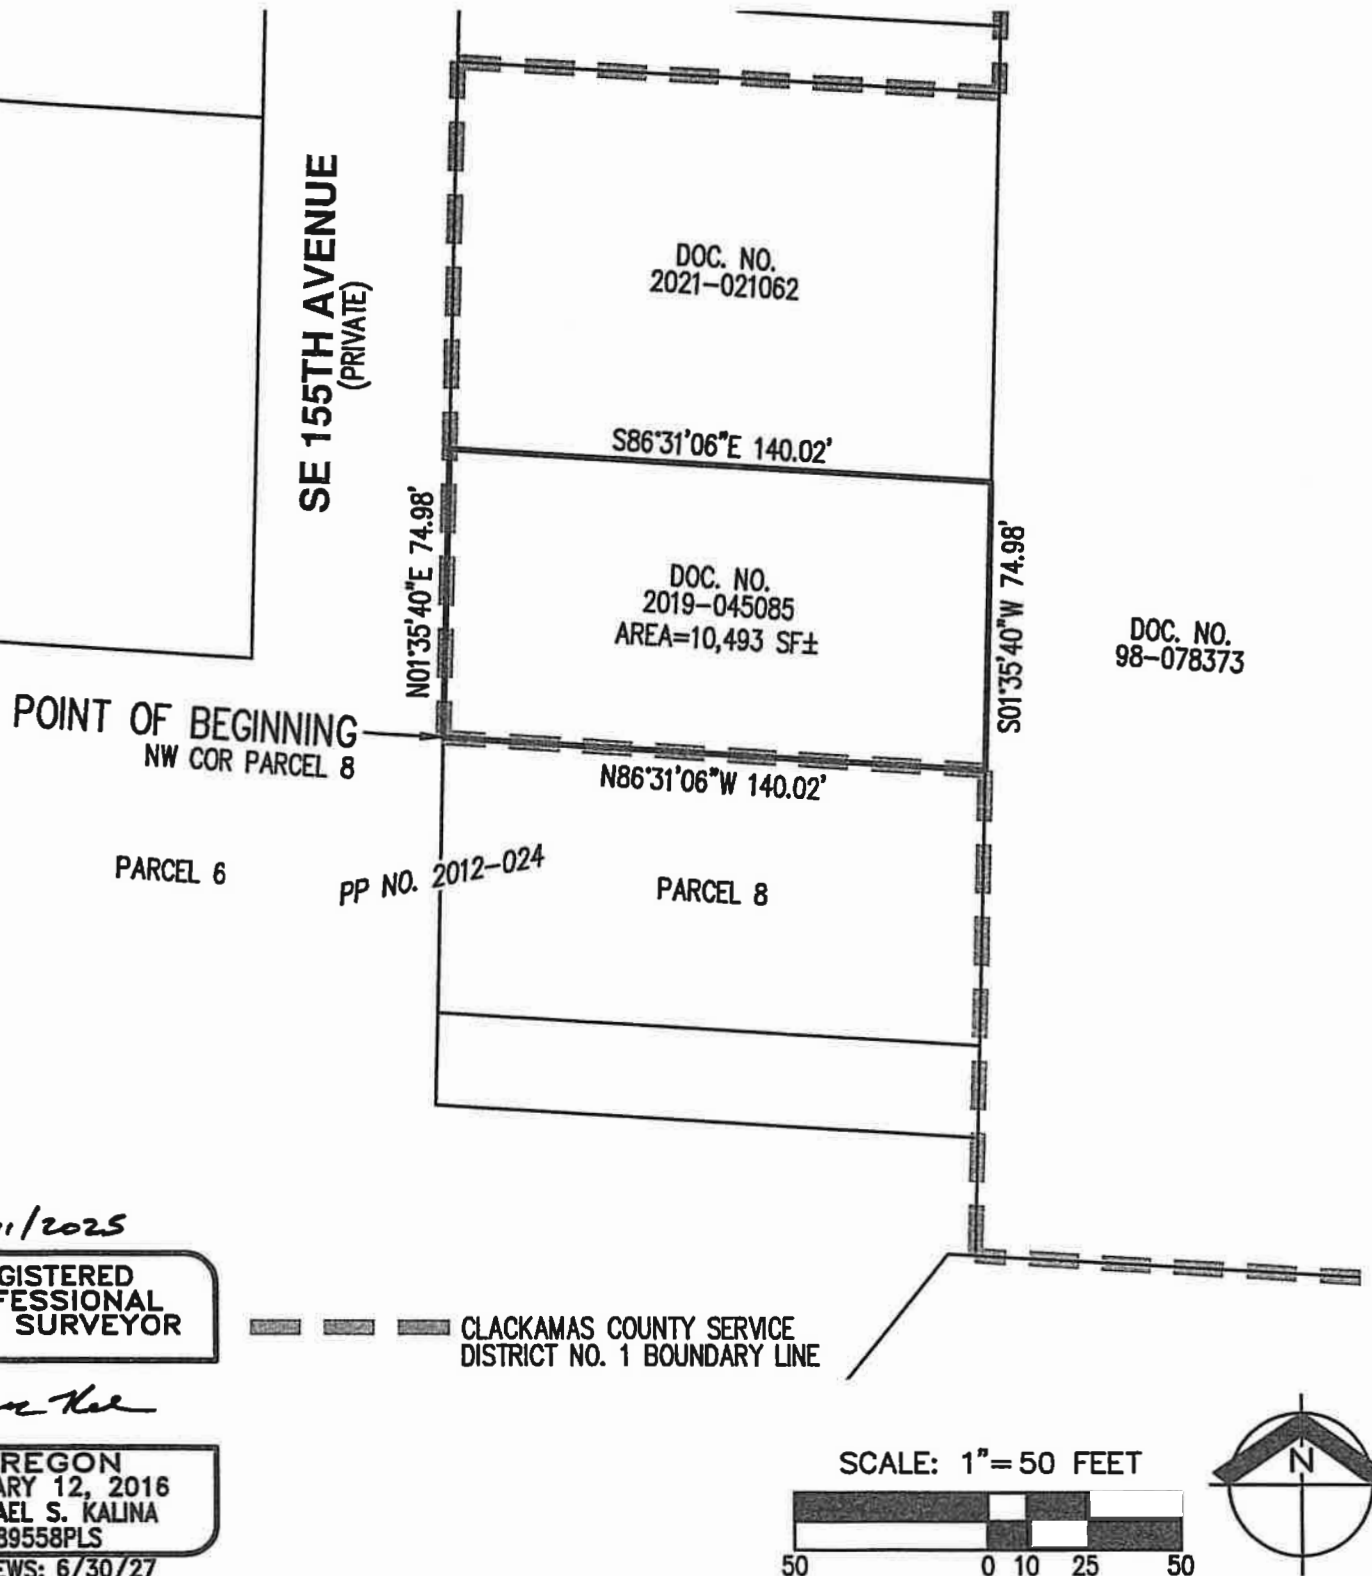 SE 155TH AVENUE
(PRIVATE)
DOC. NO.
2021-021062
S86°31'06"E 140.02'
N01°35'40"E 74.98'
DOC. NO.
2019-045085
AREA=10,493 SF±
S01°35'40"W 74.98'
DOC. NO.
98-078373
POINT OF BEGINNING
NW COR PARCEL 8
N86°31'06"W 140.02'
PARCEL 6
PP NO. 2012-024
PARCEL 8
/2025
GISTERED
FESSIONAL
SURVEYOR
CLACKAMAS COUNTY SERVICE
DISTRICT NO. 1 BOUNDARY LINE
REGON
ARY 12, 2016
AEL S. KALINA
89558PLS
EWS: 6/30/27
SCALE: 1"=50 FEET
50 0 10 25 50
N